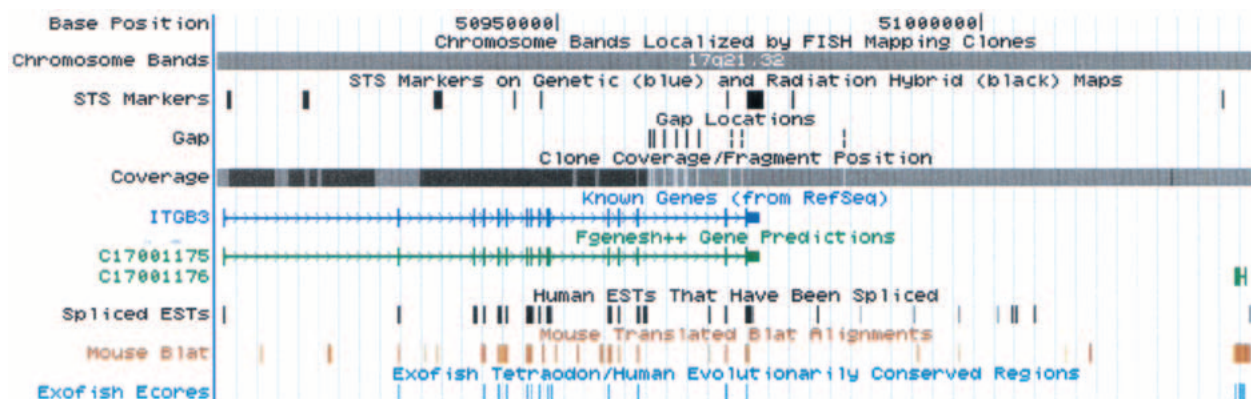 Base Position 50950000| 51000000|
Chromosome Bands Localized by FISH Mapping Clones
Chromosome Bands 17q21.32
STS Markers on Genetic (blue) and Radiation Hybrid (black) Maps
STS Markers
Gap Locations
Gap
Clone Coverage/Fragment Position
Coverage
Known Genes (from RefSeq)
ITGB3
Fgenesh++ Gene Predictions
C17001175
C17001176
Human ESTs That Have Been Spliced
Spliced ESTs
Mouse Translated Blat Alignments
Mouse Blat
Exofish Tetraodon/Human Evolutionarily Conserved Regions
Exofish Ecores